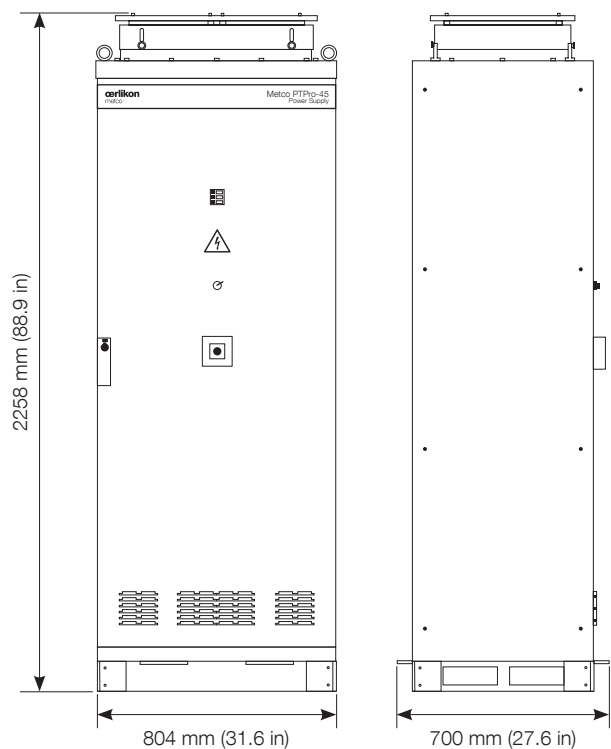 œrlikon
metco
Metco PTPro-45
Power Supply
2258 mm (88.9 in)
804 mm (31.6 in)
700 mm (27.6 in)